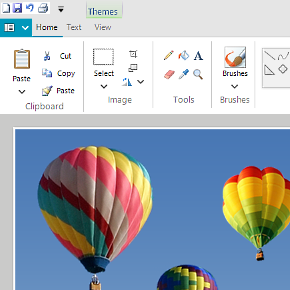 Themes
Home Text View
Paste
Cut
Copy
Paste
Clipboard
Select
Image
Tools
Brushes
Brushes